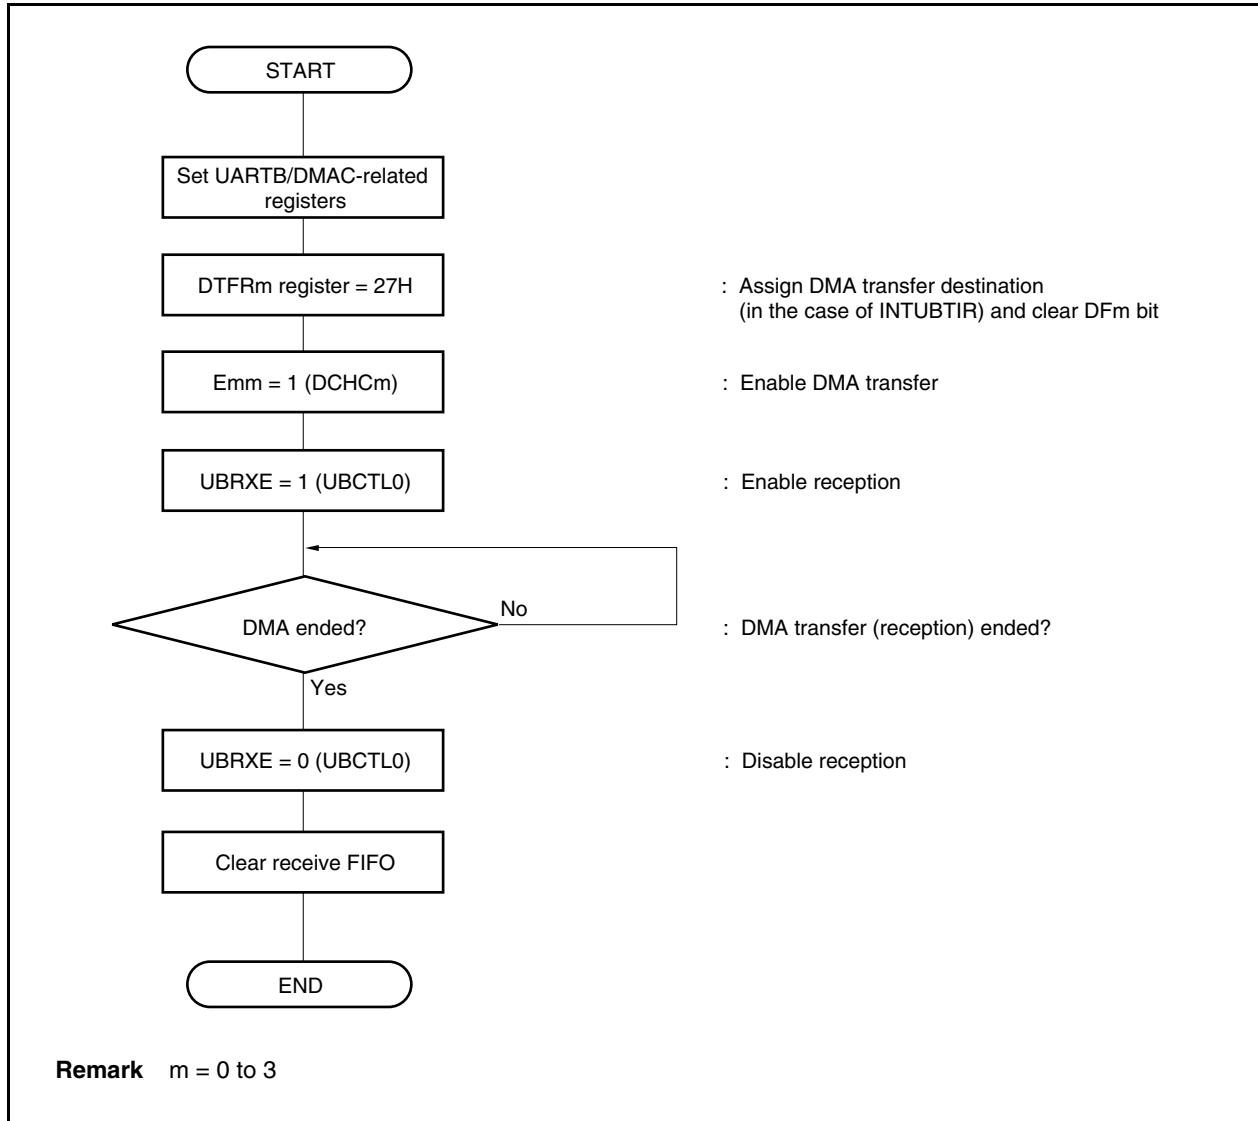 START
Set UARTB/DMAC-related
registers
DTFRm register = 27H
: Assign DMA transfer destination
(in the case of INTUBTIR) and clear DFm bit
Emm = 1 (DCHCm)
: Enable DMA transfer
UBRXE = 1 (UBCTL0)
: Enable reception
No
DMA ended?
: DMA transfer (reception) ended?
Yes
UBRXE = 0 (UBCTL0)
: Disable reception
Clear receive FIFO
END
Remark m = 0 to 3